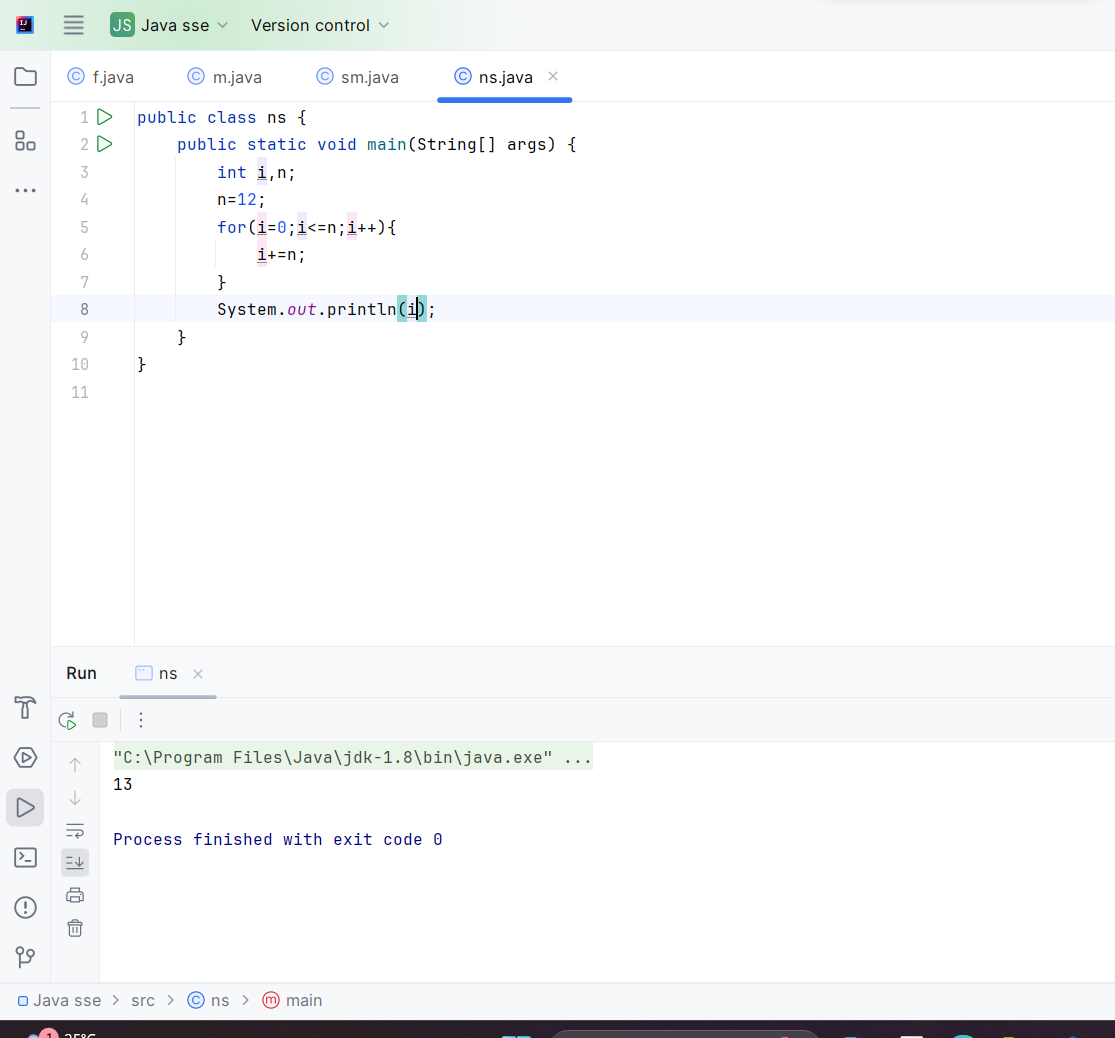 JS Java sse Version control
f.java m.java sm.java ns.java
1 public class ns {
2 public static void main(String[] args) {
3 int i,n;
4 n=12;
5 for(i=0;i<=n;i++){
6 i+=n;
7 }
8 System.out.println(i);
9 }
10 }
11
Run ns
"C:\Program Files\Java\jdk-1.8\bin\java.exe" ...
13
Process finished with exit code 0
Java sse > src > ns > main